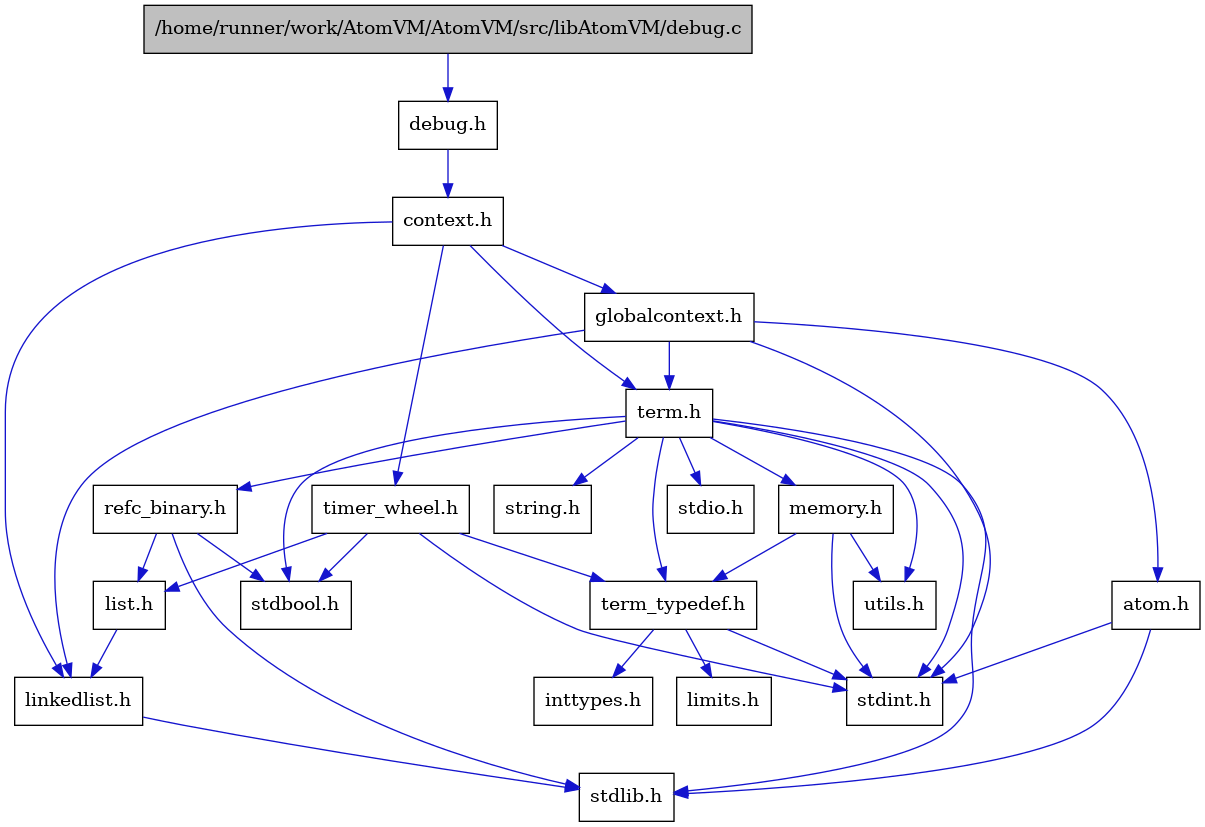 /home/runner/work/AtomVM/AtomVM/src/libAtomVM/debug.c
debug.h
context.h
globalcontext.h
term.h
refc_binary.h
timer_wheel.h
string.h
stdio.h
memory.h
list.h
stdbool.h
term_typedef.h
utils.h
atom.h
linkedlist.h
inttypes.h
limits.h
stdint.h
stdlib.h